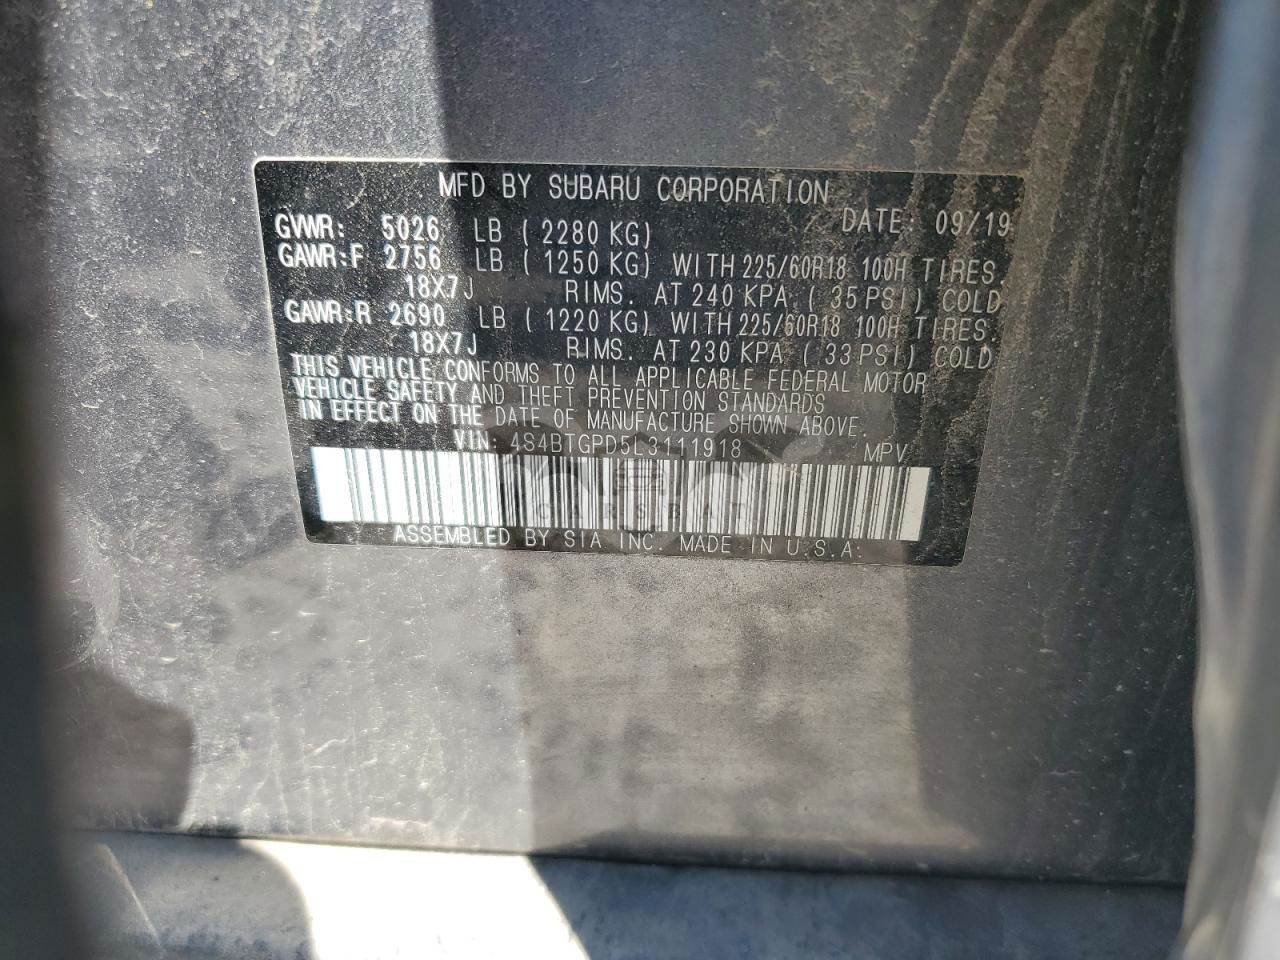 MFD BY SUBARU CORPORATION
DATE: 09/19
GVWR: 5026 LB ( 2280 KG)
GAWR:F 2756 LB ( 1250 KG) WITH 225/60R18 100H TIRES.
18X7J RIMS. AT 240 KPA ( 35 PSI) COLD
GAWR:R 2690 LB ( 1220 KG) WITH 225/60R18 100H TIRES.
18X7J RIMS. AT 230 KPA ( 33 PSI) COLD
THIS VEHICLE CONFORMS TO ALL APPLICABLE FEDERAL MOTOR
VEHICLE SAFETY AND THEFT PREVENTION STANDARDS
IN EFFECT ON THE DATE OF MANUFACTURE SHOWN ABOVE.
VIN: 4S4BTGPD5L3111918 MPV
ASSEMBLED BY SIA INC. MADE IN U.S.A.